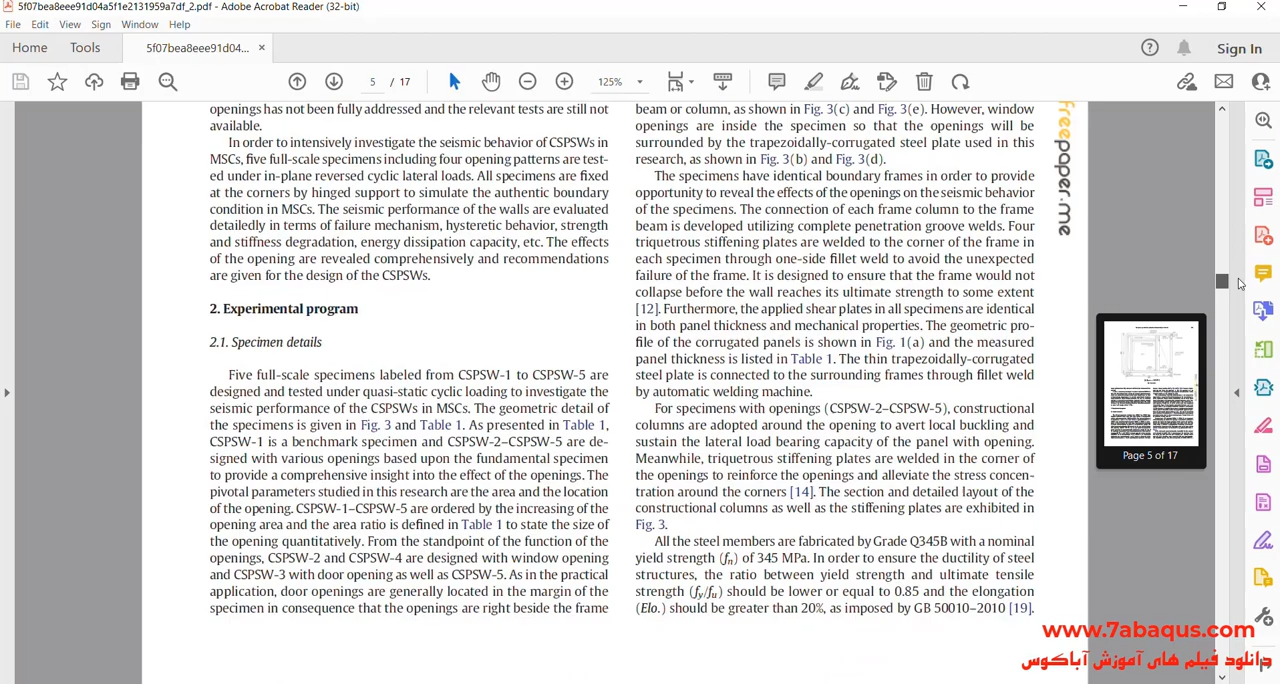 5f07bea8eee91d04a5f1e2131959a7df_2.pdf - Adobe Acrobat Reader (32-bit)
File Edit View Sign Window Help
Home Tools 5f07bea8eee91d04... × Sign In
5 / 17 125%
openings has not been fully addressed and the relevant tests are still not
available.
In order to intensively investigate the seismic behavior of CSPSWs in
MSCs, five full-scale specimens including four opening patterns are test-
ed under in-plane reversed cyclic lateral loads. All specimens are fixed
at the corners by hinged support to simulate the authentic boundary
condition in MSCs. The seismic performance of the walls are evaluated
detailedly in terms of failure mechanism, hysteretic behavior, strength
and stiffness degradation, energy dissipation capacity, etc. The effects
of the opening are revealed comprehensively and recommendations
are given for the design of the CSPSWs.
2. Experimental program
2.1. Specimen details
Five full-scale specimens labeled from CSPSW-1 to CSPSW-5 are
designed and tested under quasi-static cyclic loading to investigate the
seismic performance of the CSPSWs in MSCs. The geometric detail of
the specimens is given in Fig. 3 and Table 1. As presented in Table 1,
CSPSW-1 is a benchmark specimen and CSPSW-2–CSPSW-5 are de-
signed with various openings based upon the fundamental specimen
to provide a comprehensive insight into the effect of the openings. The
pivotal parameters studied in this research are the area and the location
of the opening. CSPSW-1–CSPSW-5 are ordered by the increasing of the
opening area and the area ratio is defined in Table 1 to state the size of
the opening quantitatively. From the standpoint of the function of the
openings, CSPSW-2 and CSPSW-4 are designed with window opening
and CSPSW-3 with door opening as well as CSPSW-5. As in the practical
application, door openings are generally located in the margin of the
specimen in consequence that the openings are right beside the frame
beam or column, as shown in Fig. 3(c) and Fig. 3(e). However, window
openings are inside the specimen so that the openings will be
surrounded by the trapezoidally-corrugated steel plate used in this
research, as shown in Fig. 3(b) and Fig. 3(d).
The specimens have identical boundary frames in order to provide
opportunity to reveal the effects of the openings on the seismic behavior
of the specimens. The connection of each frame column to the frame
beam is developed utilizing complete penetration groove welds. Four
triquetrous stiffening plates are welded to the corner of the frame in
each specimen through one-side fillet weld to avoid the unexpected
failure of the frame. It is designed to ensure that the frame would not
collapse before the wall reaches its ultimate strength to some extent
[12]. Furthermore, the applied shear plates in all specimens are identical
in both panel thickness and mechanical properties. The geometric pro-
file of the corrugated panels is shown in Fig. 1(a) and the measured
panel thickness is listed in Table 1. The thin trapezoidally-corrugated
steel plate is connected to the surrounding frames through fillet weld
by automatic welding machine.
For specimens with openings (CSPSW-2–CSPSW-5), constructional
columns are adopted around the opening to avert local buckling and
sustain the lateral load bearing capacity of the panel with opening.
Meanwhile, triquetrous stiffening plates are welded in the corner of
the openings to reinforce the openings and alleviate the stress concen-
tration around the corners [14]. The section and detailed layout of the
constructional columns as well as the stiffening plates are exhibited in
Fig. 3.
All the steel members are fabricated by Grade Q345B with a nominal
yield strength (fn) of 345 MPa. In order to ensure the ductility of steel
structures, the ratio between yield strength and ultimate tensile
strength (fy/fu) should be lower or equal to 0.85 and the elongation
(Elo.) should be greater than 20%, as imposed by GB 50010–2010 [19].
freepaper.me
Page 5 of 17
www.7abaqus.com
دانلود فیلم های آموزش آباکوس